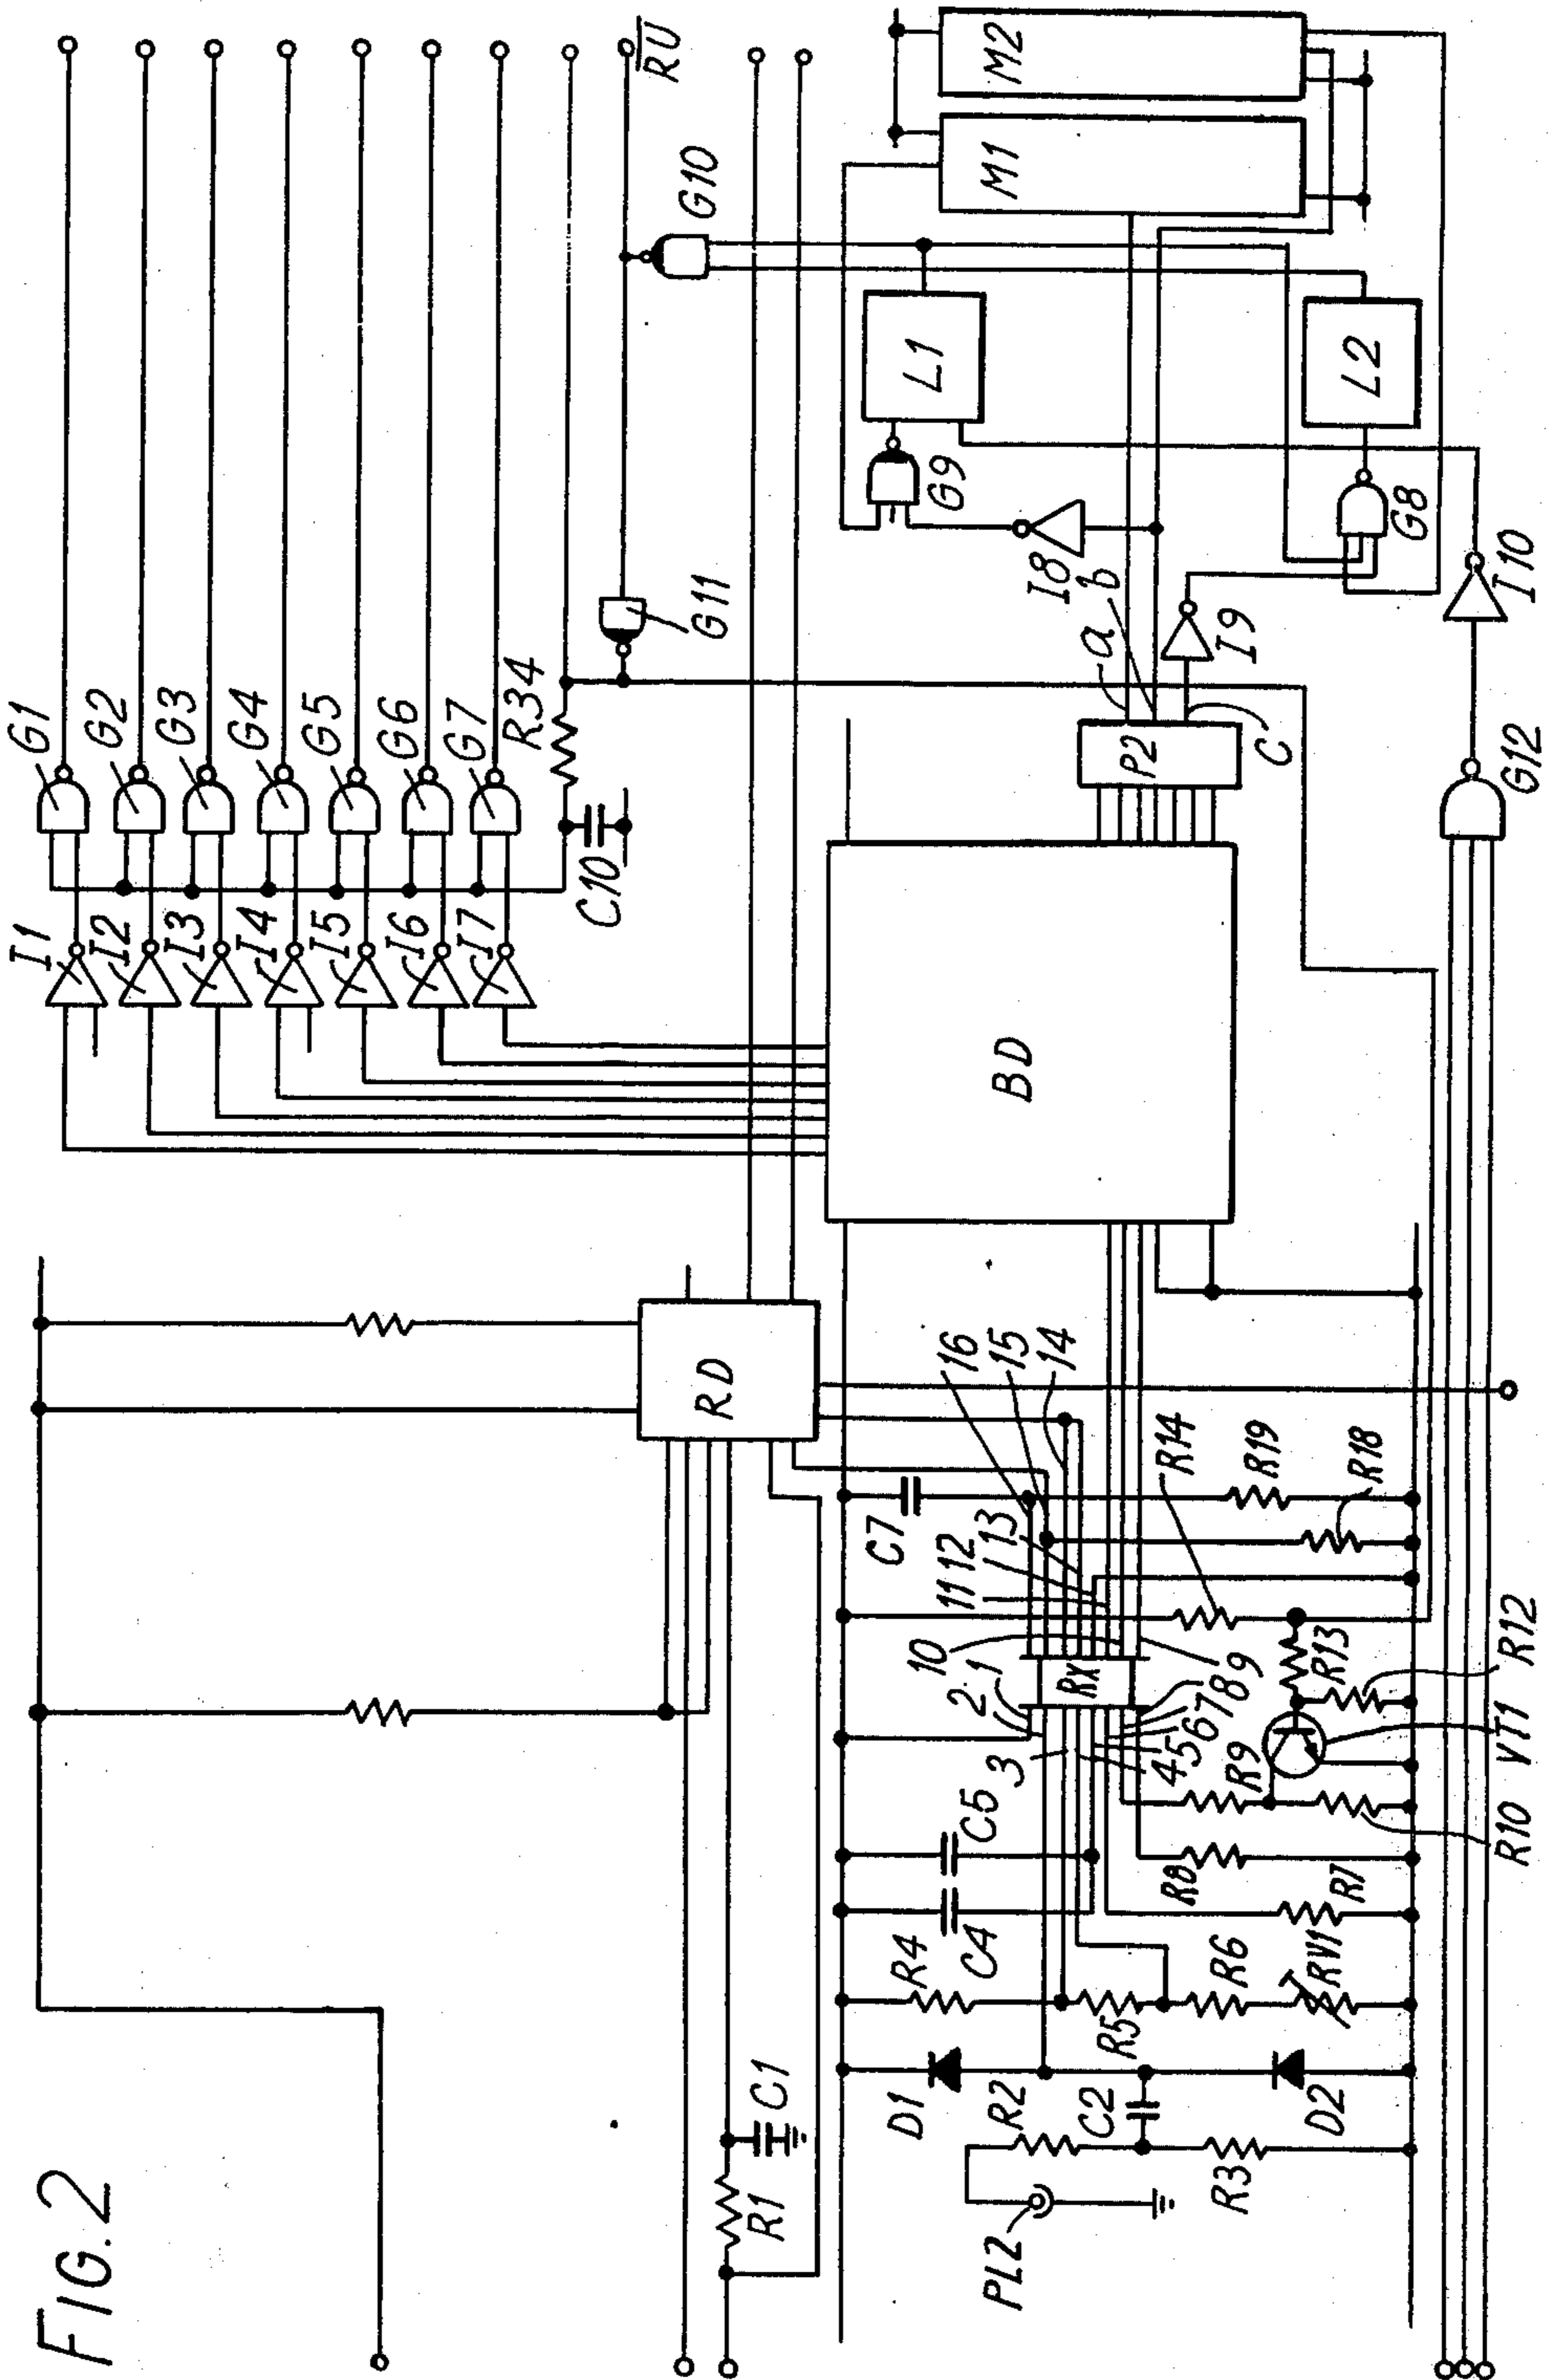 FIG.2
I1
G1
I2
G2
I3
G3
I4
G4
I5
G5
I6
G6
I7
G7
C10
R34
RU
G11
G10
RD
R1
C1
BD
P2
a
b
C
I8
I9
G9
L1
M1
M2
L2
G8
I10
G12
PL2
R2
R3
C2
D1
D2
R4
R5
R6
RV1
C4
C5
R7
R8
R9
R10
VT1
R12
R13
R14
R18
R19
C7
RX
1
2
3
4
5
6
7
8
9
10
11
12
13
14
15
16